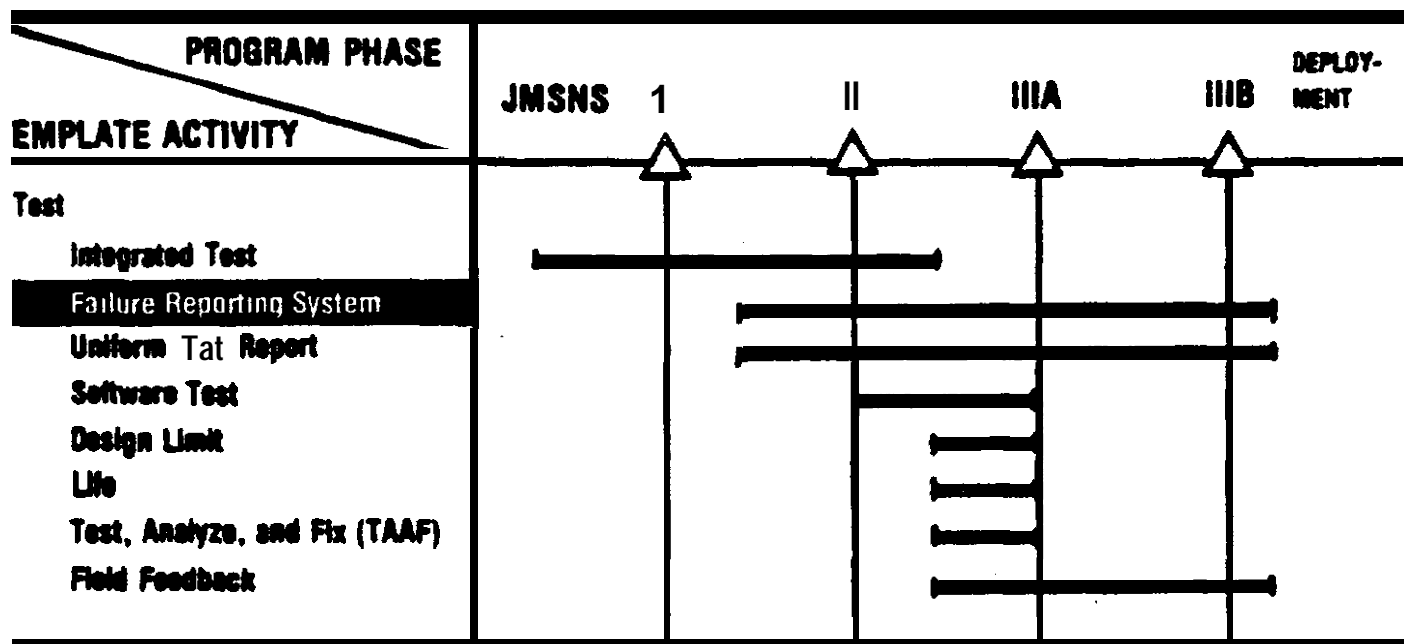 PROGRAM PHASE
EMPLATE ACTIVITY
JMSNS 1 II IIIA IIIB DEPLOY-
MENT
Test
Integrated Test
Failure Reporting System
Uniform Tat Report
Software Test
Design Limit
Life
Test, Analyze, and Fix (TAAF)
Field Feedback